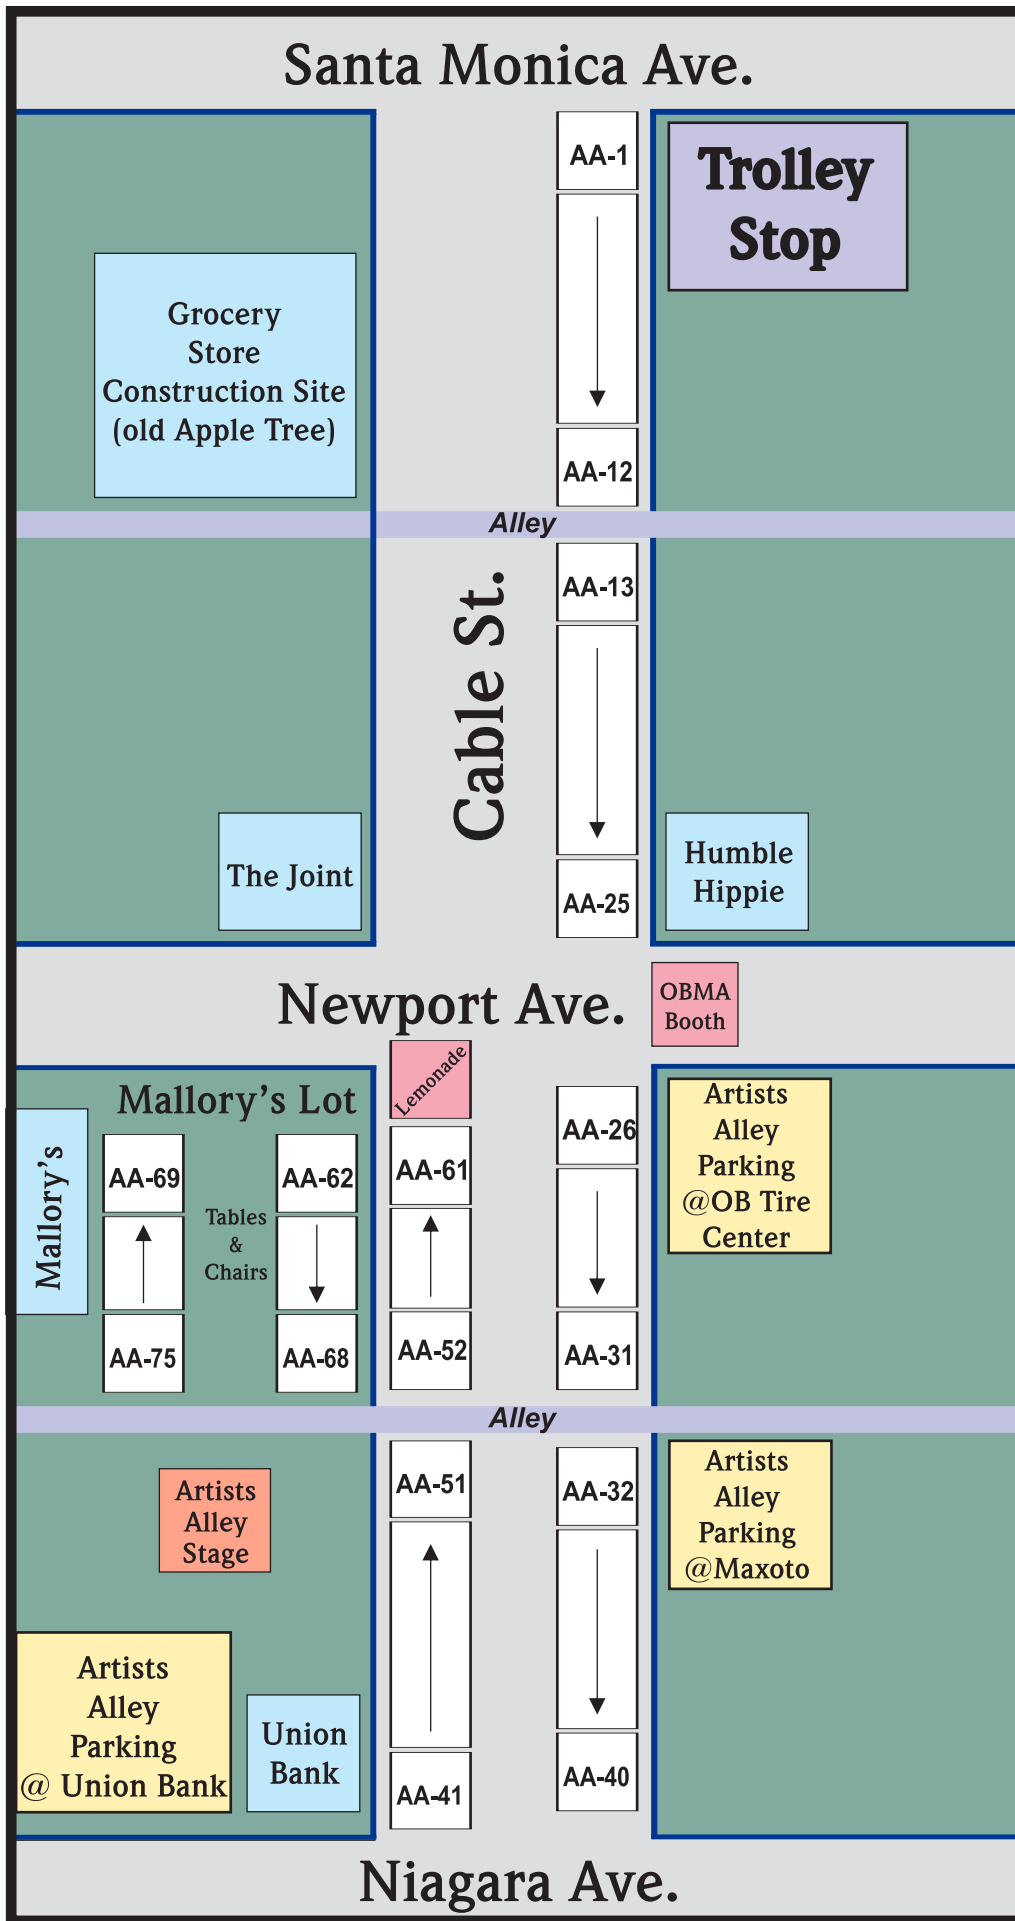 Santa Monica Ave.
AA-1
Trolley
Stop
Grocery
Store
Construction Site
(old Apple Tree)
AA-12
Alley
AA-13
Cable St.
The Joint
AA-25
Humble
Hippie
Newport Ave.
OBMA
Booth
Lemonade
Mallory's Lot
Mallory's
AA-69
Tables
&
Chairs
AA-75
AA-62
AA-68
AA-61
AA-52
AA-26
AA-31
Artists
Alley
Parking
@OB Tire
Center
Alley
Artists
Alley
Stage
AA-51
AA-41
AA-32
AA-40
Artists
Alley
Parking
@Maxoto
Artists
Alley
Parking
@ Union Bank
Union
Bank
Niagara Ave.